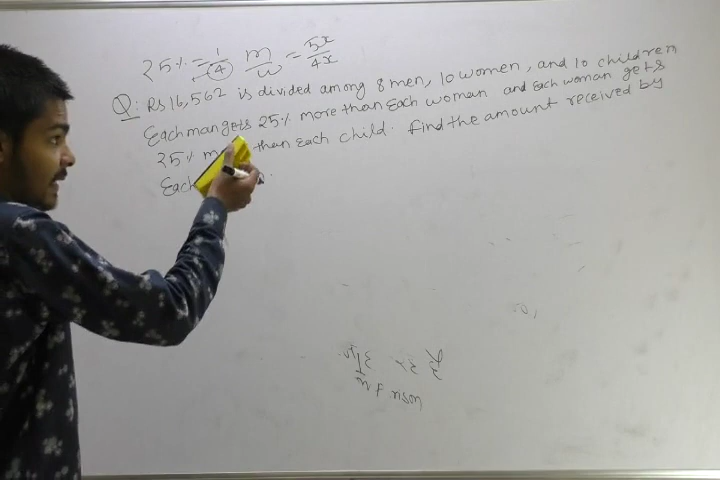 25% = 1/4 m/w = 5x/4x
Q: Rs 16,562 is divided among 8 men, 10 women, and 10 children
Each man gets 25% more than Each woman and Each woman gets
25% than Each child. find the amount received by
Each